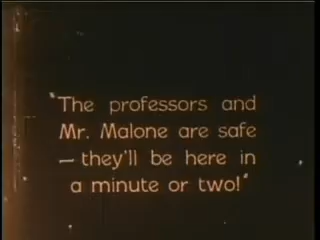 "The professors and
Mr. Malone are safe
— they'll be here in
a minute or two!"